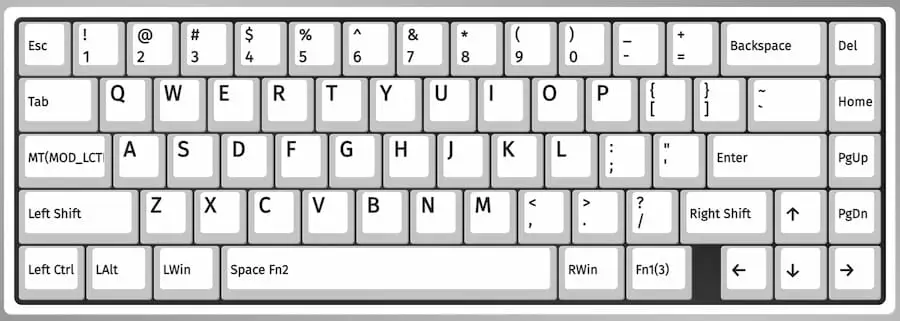 Esc ! 1 @ 2 # 3 $ 4 % 5 ^ 6 & 7 * 8 ( 9 ) 0 _ - + = Backspace Del
Tab Q W E R T Y U I O P { [ } ] ~ ` Home
MT(MOD_LCT A S D F G H J K L : ; " ' Enter PgUp
Left Shift Z X C V B N M < , > . ? / Right Shift ↑ PgDn
Left Ctrl LAlt LWin Space Fn2 RWin Fn1(3) ← ↓ →